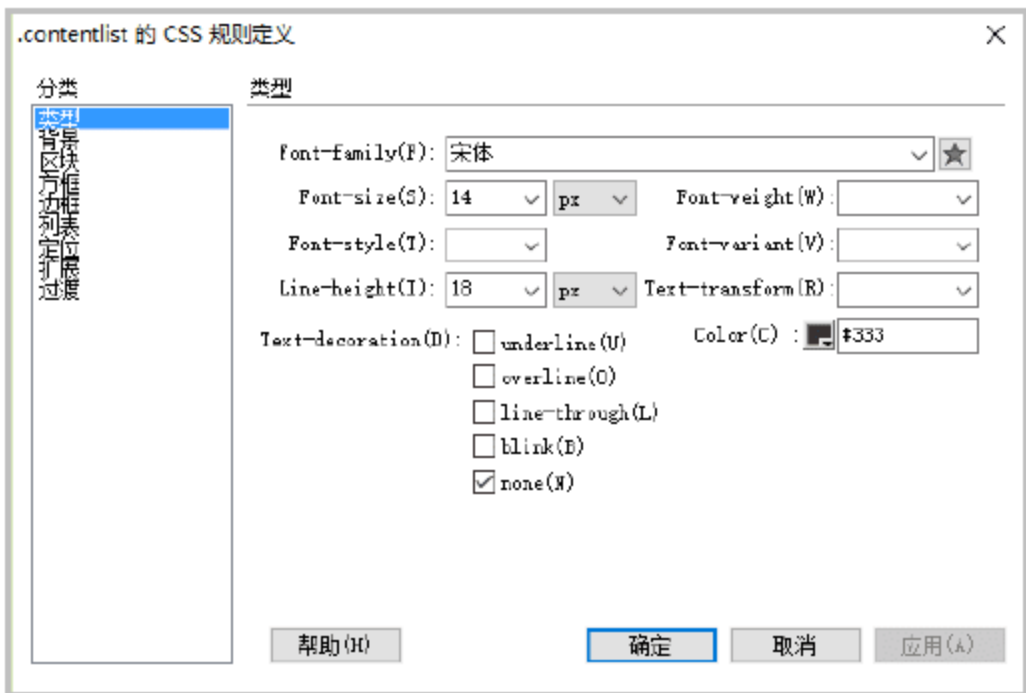 .contentlist 的 CSS 规则定义
分类
类型
背景
区块
方框
边框
列表
定位
扩展
过渡
类型
Font-family(F): 宋体
Font-size(S): 14 px Font-weight(W):
Font-style(T): Font-variant(V):
Line-height(I): 18 px Text-transform(R):
Text-decoration(D): underline(U) Color(C) : #333
overline(O)
line-through(L)
blink(B)
none(N)
帮助(H) 确定 取消 应用(A)